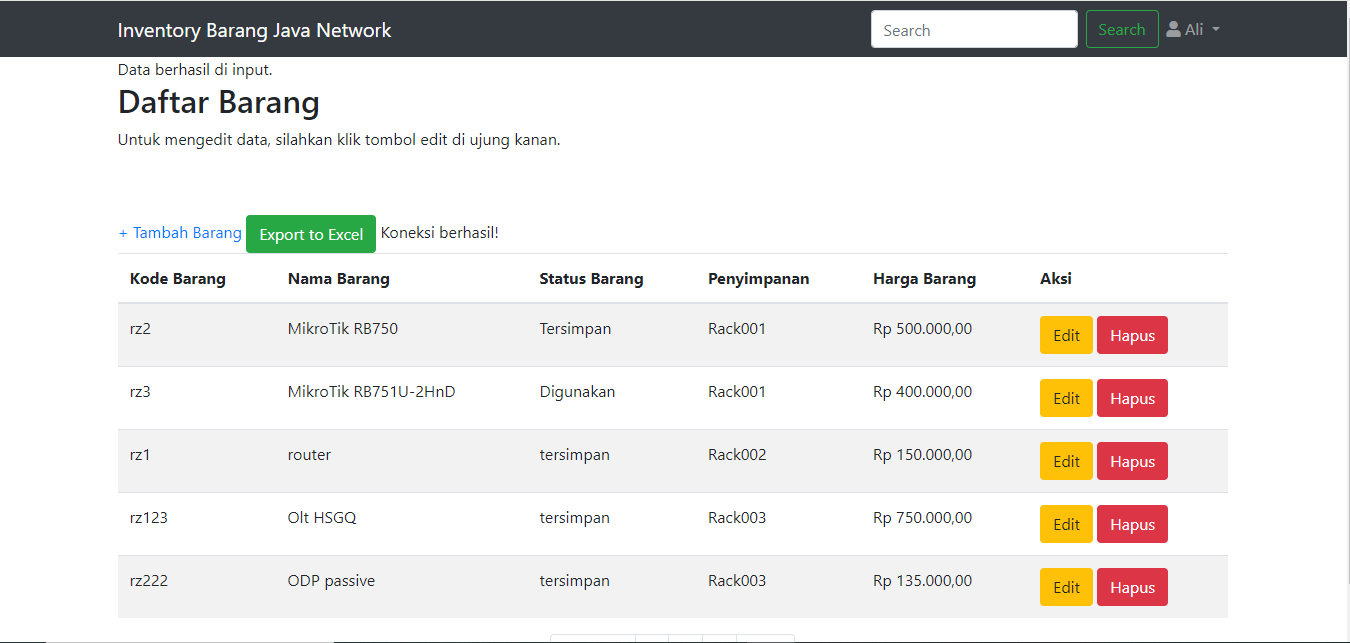 Inventory Barang Java Network Search Search Ali
Data berhasil di input.
Daftar Barang
Untuk mengedit data, silahkan klik tombol edit di ujung kanan.
+ Tambah Barang Export to Excel Koneksi berhasil!
Kode Barang Nama Barang Status Barang Penyimpanan Harga Barang Aksi
rz2 MikroTik RB750 Tersimpan Rack001 Rp 500.000,00 Edit Hapus
rz3 MikroTik RB751U-2HnD Digunakan Rack001 Rp 400.000,00 Edit Hapus
rz1 router tersimpan Rack002 Rp 150.000,00 Edit Hapus
rz123 Olt HSGQ tersimpan Rack003 Rp 750.000,00 Edit Hapus
rz222 ODP passive tersimpan Rack003 Rp 135.000,00 Edit Hapus